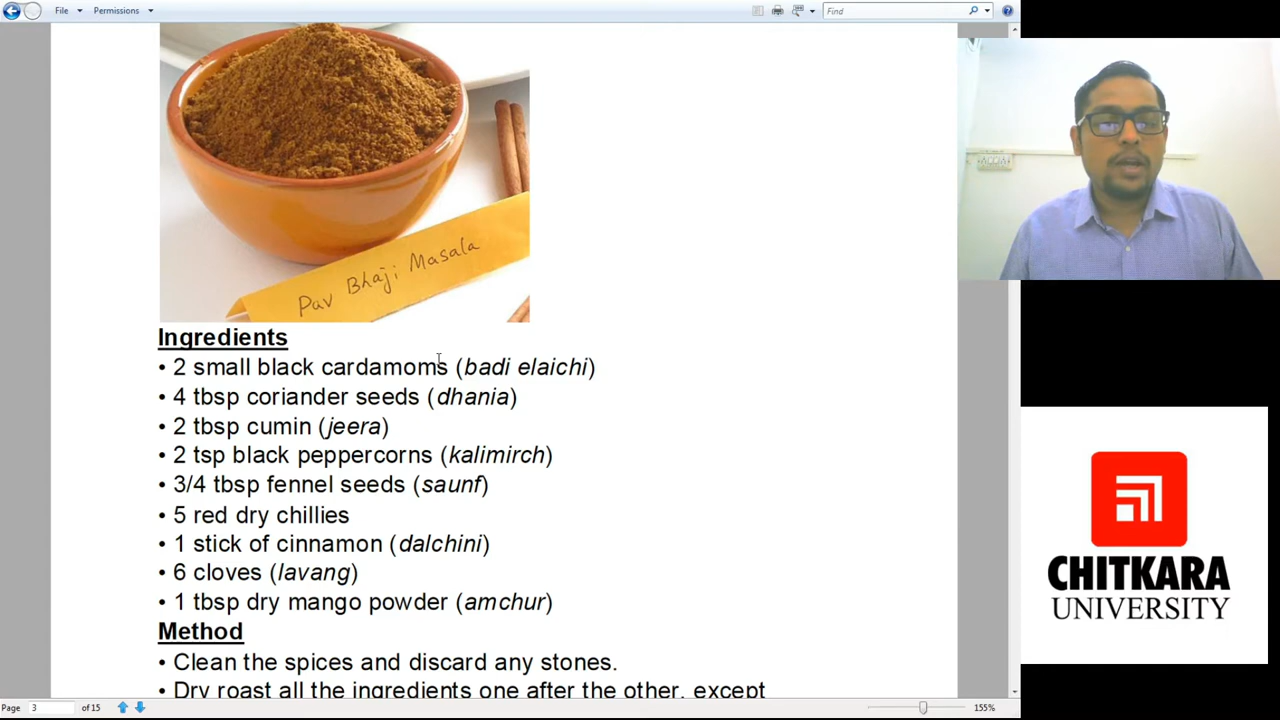 File
Permissions
Find
Pav Bhaji Masala
Ingredients
• 2 small black cardamoms (badi elaichi)
• 4 tbsp coriander seeds (dhania)
• 2 tbsp cumin (jeera)
• 2 tsp black peppercorns (kalimirch)
• 3/4 tbsp fennel seeds (saunf)
• 5 red dry chillies
• 1 stick of cinnamon (dalchini)
• 6 cloves (lavang)
• 1 tbsp dry mango powder (amchur)
Method
• Clean the spices and discard any stones.
• Dry roast all the ingredients one after the other, except
Page 3 of 15
155%
CHITKARA
UNIVERSITY